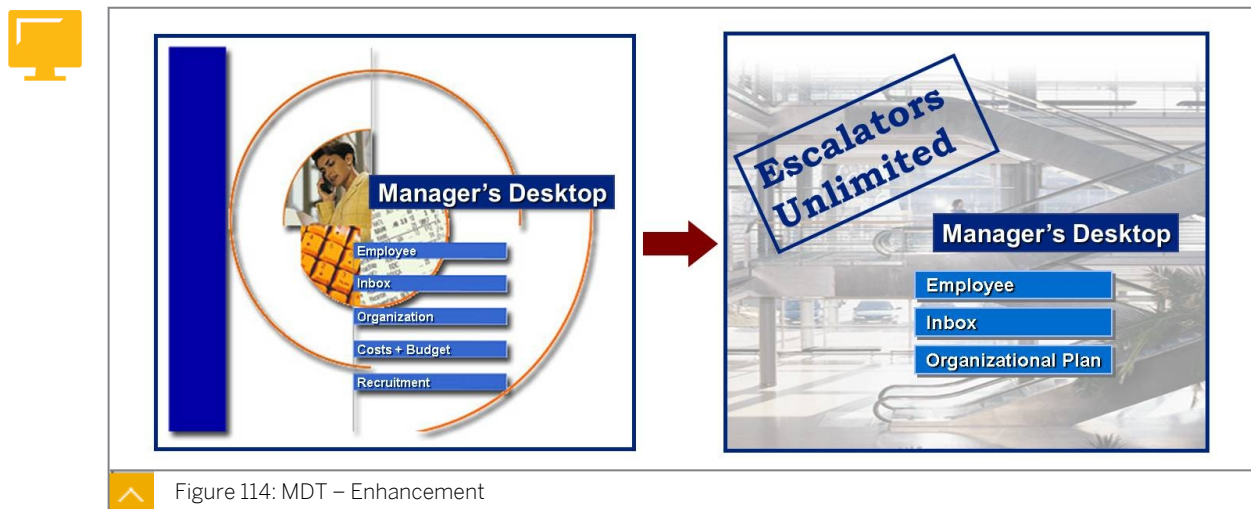 Manager's Desktop
Employee
Inbox
Organization
Costs + Budget
Recruitment
Escalators
Unlimited
Manager's Desktop
Employee
Inbox
Organizational Plan
Figure 114: MDT – Enhancement